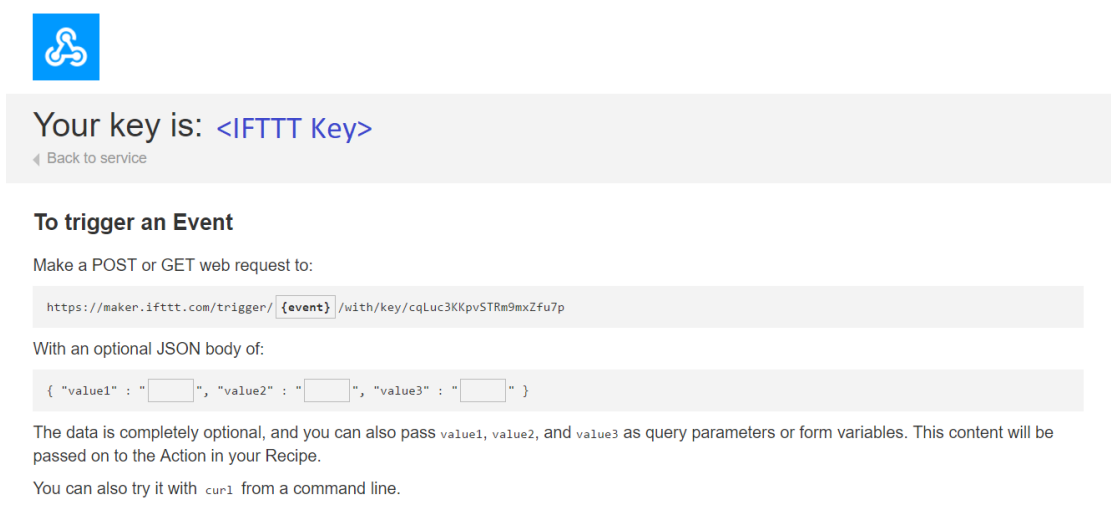 Your key is: <IFTTT Key>
Back to service
To trigger an Event
Make a POST or GET web request to:
https://maker.ifttt.com/trigger/ {event} /with/key/cqLuc3KKpvSTRm9mxZfu7p
With an optional JSON body of:
{ "value1" : "", "value2" : "", "value3" : "" }
The data is completely optional, and you can also pass value1, value2, and value3 as query parameters or form variables. This content will be
passed on to the Action in your Recipe.
You can also try it with curl from a command line.